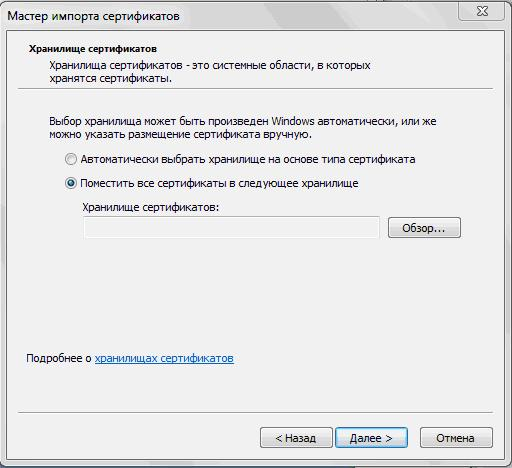 Мастер импорта сертификатов
Хранилище сертификатов
Хранилища сертификатов - это системные области, в которых
хранятся сертификаты.
Выбор хранилища может быть произведен Windows автоматически, или же
можно указать размещение сертификата вручную.
Автоматически выбрать хранилище на основе типа сертификата
Поместить все сертификаты в следующее хранилище
Хранилище сертификатов:
Обзор...
Подробнее о хранилищах сертификатов
< Назад Далее > Отмена